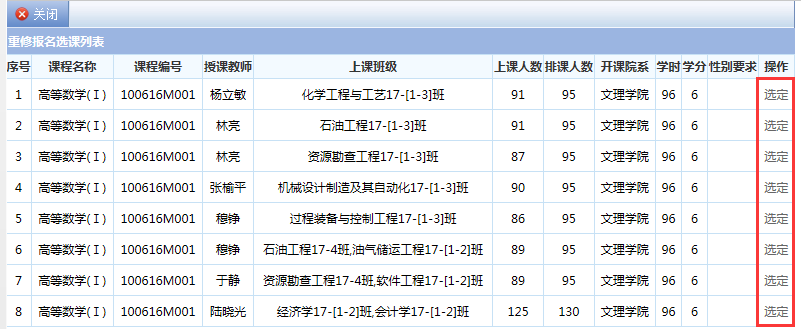 关闭
重修报名选课列表
序号 课程名称 课程编号 授课教师 上课班级 上课人数 排课人数 开课院系 学时 学分 性别要求 操作
1 高等数学(Ⅰ) 100616M001 杨立敏 化学工程与工艺17-[1-3]班 91 95 文理学院 96 6 选定
2 高等数学(Ⅰ) 100616M001 林亮 石油工程17-[1-3]班 91 95 文理学院 96 6 选定
3 高等数学(Ⅰ) 100616M001 林亮 资源勘查工程17-[1-3]班 87 95 文理学院 96 6 选定
4 高等数学(Ⅰ) 100616M001 张榆平 机械设计制造及其自动化17-[1-3]班 90 95 文理学院 96 6 选定
5 高等数学(Ⅰ) 100616M001 穆铮 过程装备与控制工程17-[1-3]班 86 95 文理学院 96 6 选定
6 高等数学(Ⅰ) 100616M001 穆铮 石油工程17-4班,油气储运工程17-[1-2]班 89 95 文理学院 96 6 选定
7 高等数学(Ⅰ) 100616M001 于静 资源勘查工程17-4班,软件工程17-[1-2]班 89 95 文理学院 96 6 选定
8 高等数学(Ⅰ) 100616M001 陆晓光 经济学17-[1-2]班,会计学17-[1-2]班 125 130 文理学院 96 6 选定